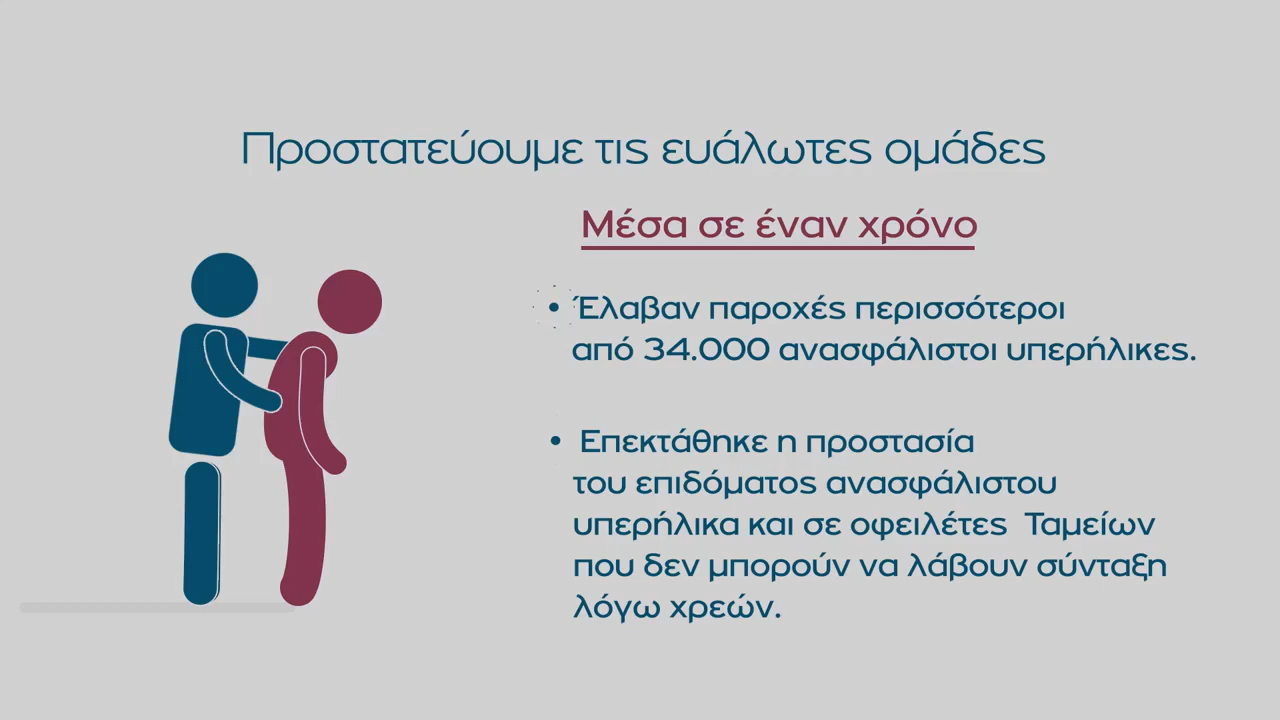 Προστατεύουμε τις ευάλωτες ομάδες
Μέσα σε έναν χρόνο
• Έλαβαν παροχές περισσότεροι
από 34.000 ανασφάλιστοι υπερήλικες.
• Επεκτάθηκε η προστασία
του επιδόματος ανασφάλιστου
υπερήλικα και σε οφειλέτες Ταμείων
που δεν μπορούν να λάβουν σύνταξη
λόγω χρεών.